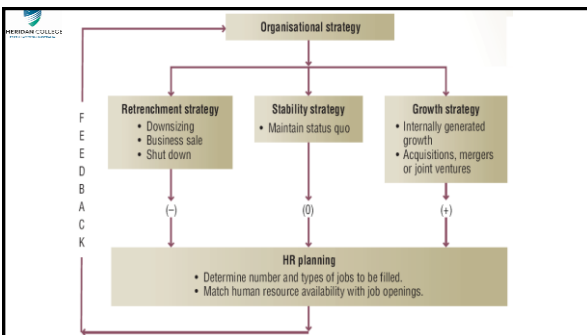 MERIDAN COLLEGE
Organisational strategy
Retrenchment strategy
• Downsizing
• Business sale
• Shut down
Stability strategy
• Maintain status quo
Growth strategy
• Internally generated
growth
• Acquisitions, mergers
or joint ventures
F
E
E
D
B
A
C
K
(–)
(0)
(+)
HR planning
• Determine number and types of jobs to be filled.
• Match human resource availability with job openings.